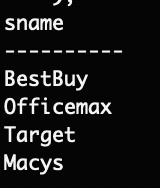 sname
----------
BestBuy
Officemax
Target
Macys